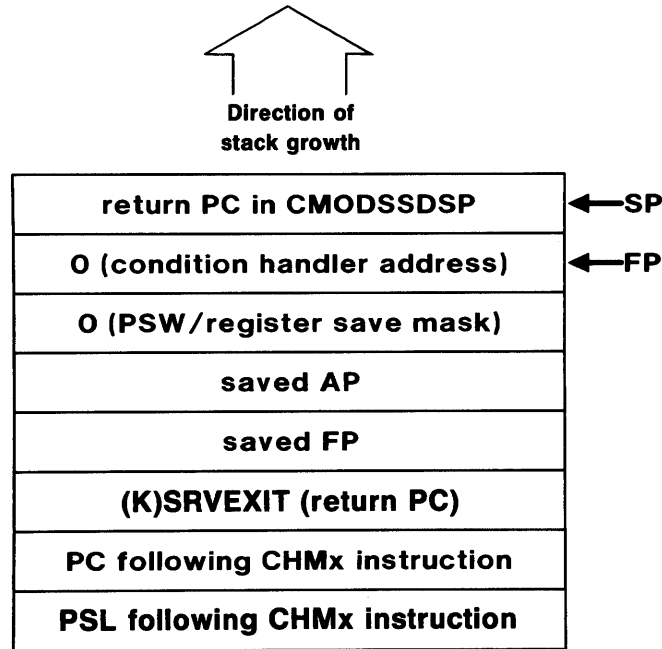 Direction of
stack growth
return PC in CMODSSDSP
SP
0 (condition handler address)
FP
0 (PSW/register save mask)
saved AP
saved FP
(K)SRVEXIT (return PC)
PC following CHMx instruction
PSL following CHMx instruction